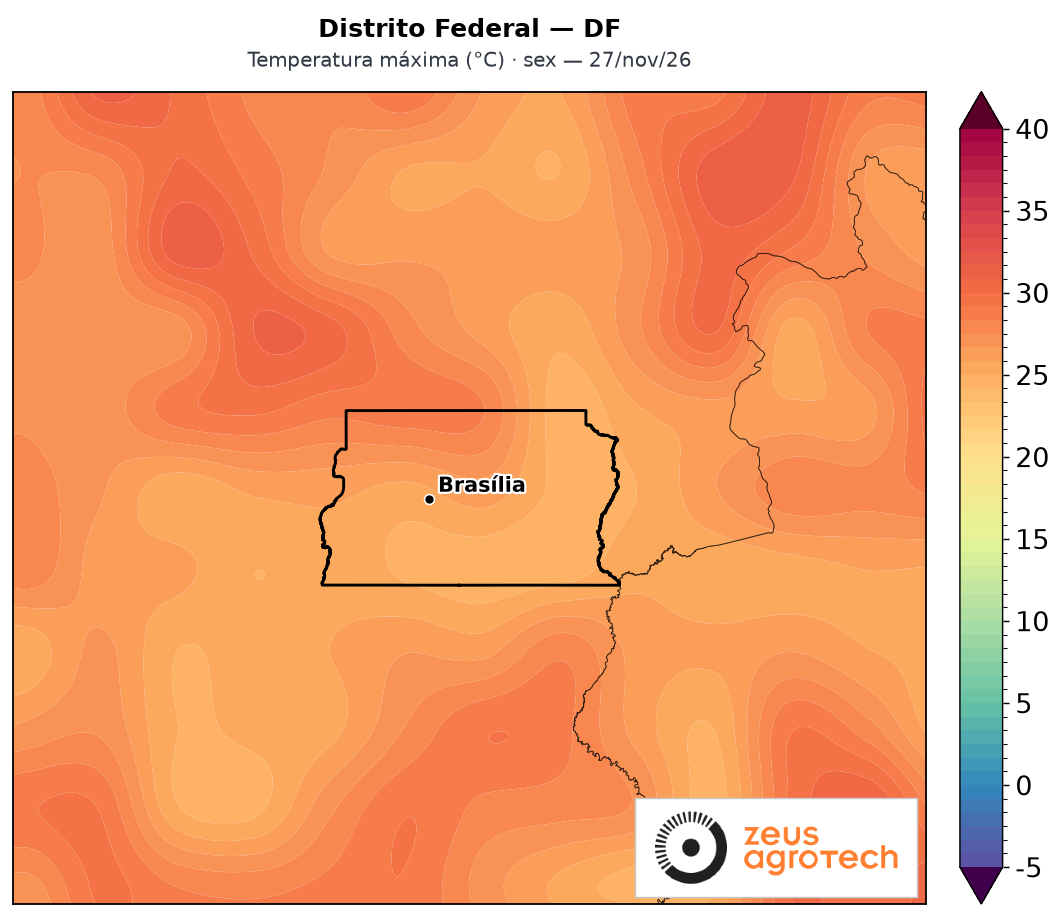 Distrito Federal — DF
Temperatura máxima (°C) · sex — 27/nov/26
Brasília
40
35
30
25
20
15
10
5
0
-5
zeus
agrotech